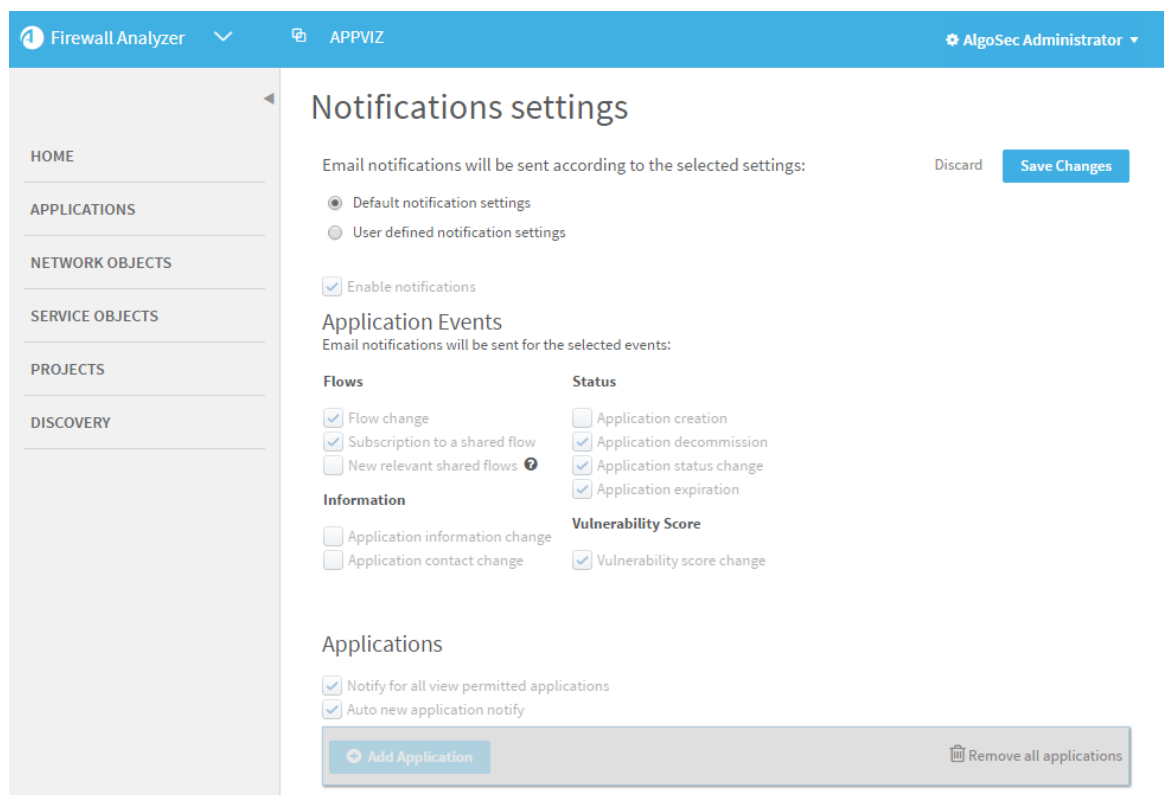 Firewall Analyzer
APPVIZ
AlgoSec Administrator
Notifications settings
HOME
APPLICATIONS
NETWORK OBJECTS
SERVICE OBJECTS
PROJECTS
DISCOVERY
Email notifications will be sent according to the selected settings:
Discard
Save Changes
Default notification settings
User defined notification settings
Enable notifications
Application Events
Email notifications will be sent for the selected events:
Flows
Flow change
Subscription to a shared flow
New relevant shared flows ?
Information
Application information change
Application contact change
Status
Application creation
Application decommission
Application status change
Application expiration
Vulnerability Score
Vulnerability score change
Applications
Notify for all view permitted applications
Auto new application notify
Add Application
Remove all applications